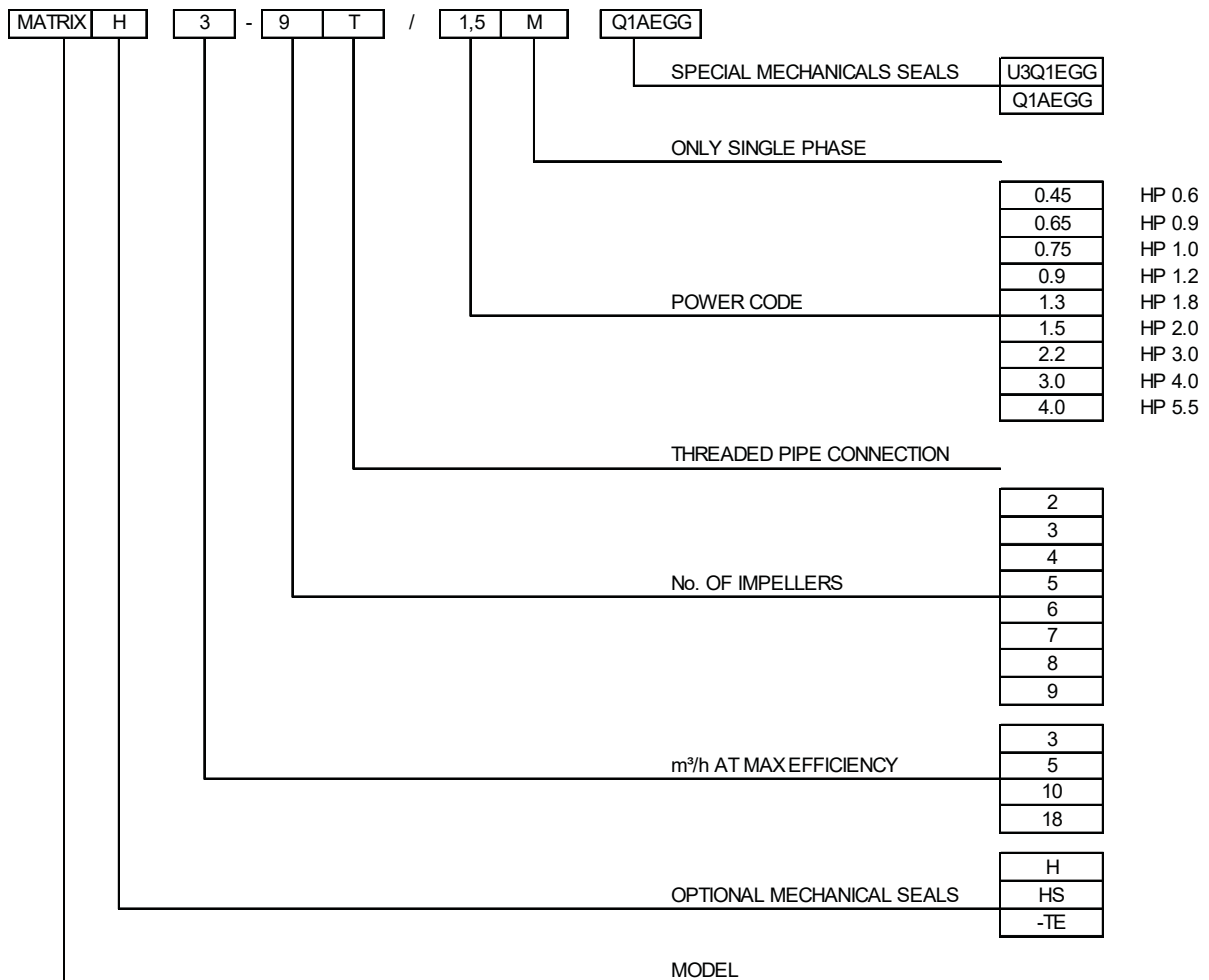 MATRIX H 3 - 9 T / 1,5 M Q1AEGG
SPECIAL MECHANICALS SEALS U3Q1EGG
Q1AEGG
ONLY SINGLE PHASE
0.45 HP 0.6
0.65 HP 0.9
0.75 HP 1.0
0.9 HP 1.2
POWER CODE 1.3 HP 1.8
1.5 HP 2.0
2.2 HP 3.0
3.0 HP 4.0
4.0 HP 5.5
THREADED PIPE CONNECTION
2
3
4
No. OF IMPELLERS 5
6
7
8
9
3
m³/h AT MAX EFFICIENCY 5
10
18
H
OPTIONAL MECHANICAL SEALS HS
-TE
MODEL